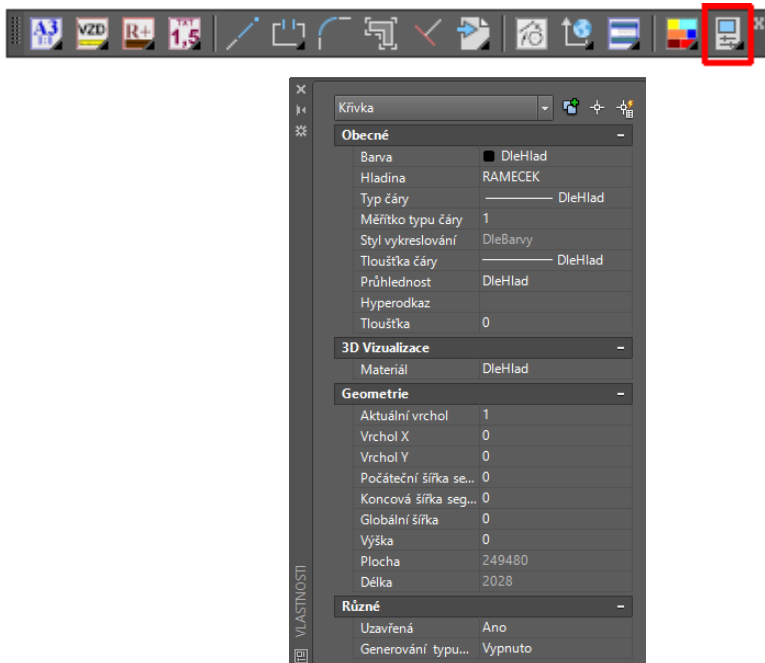 A3 VZD R+ TXT
1:1 1,5
Křivka
Obecné
Barva DleHlad
Hladina RAMECEK
Typ čáry DleHlad
Měřítko typu čáry 1
Styl vykreslování DleBarvy
Tloušťka čáry DleHlad
Průhlednost DleHlad
Hyperodkaz
Tloušťka 0
3D Vizualizace
Materiál DleHlad
Geometrie
Aktuální vrchol 1
Vrchol X 0
Vrchol Y 0
Počáteční šířka se... 0
Koncová šířka seg... 0
Globální šířka 0
Výška 0
Plocha 249480
Délka 2028
Různé
Uzavřená Ano
Generování typu... Vypnuto
VLASTNOSTI